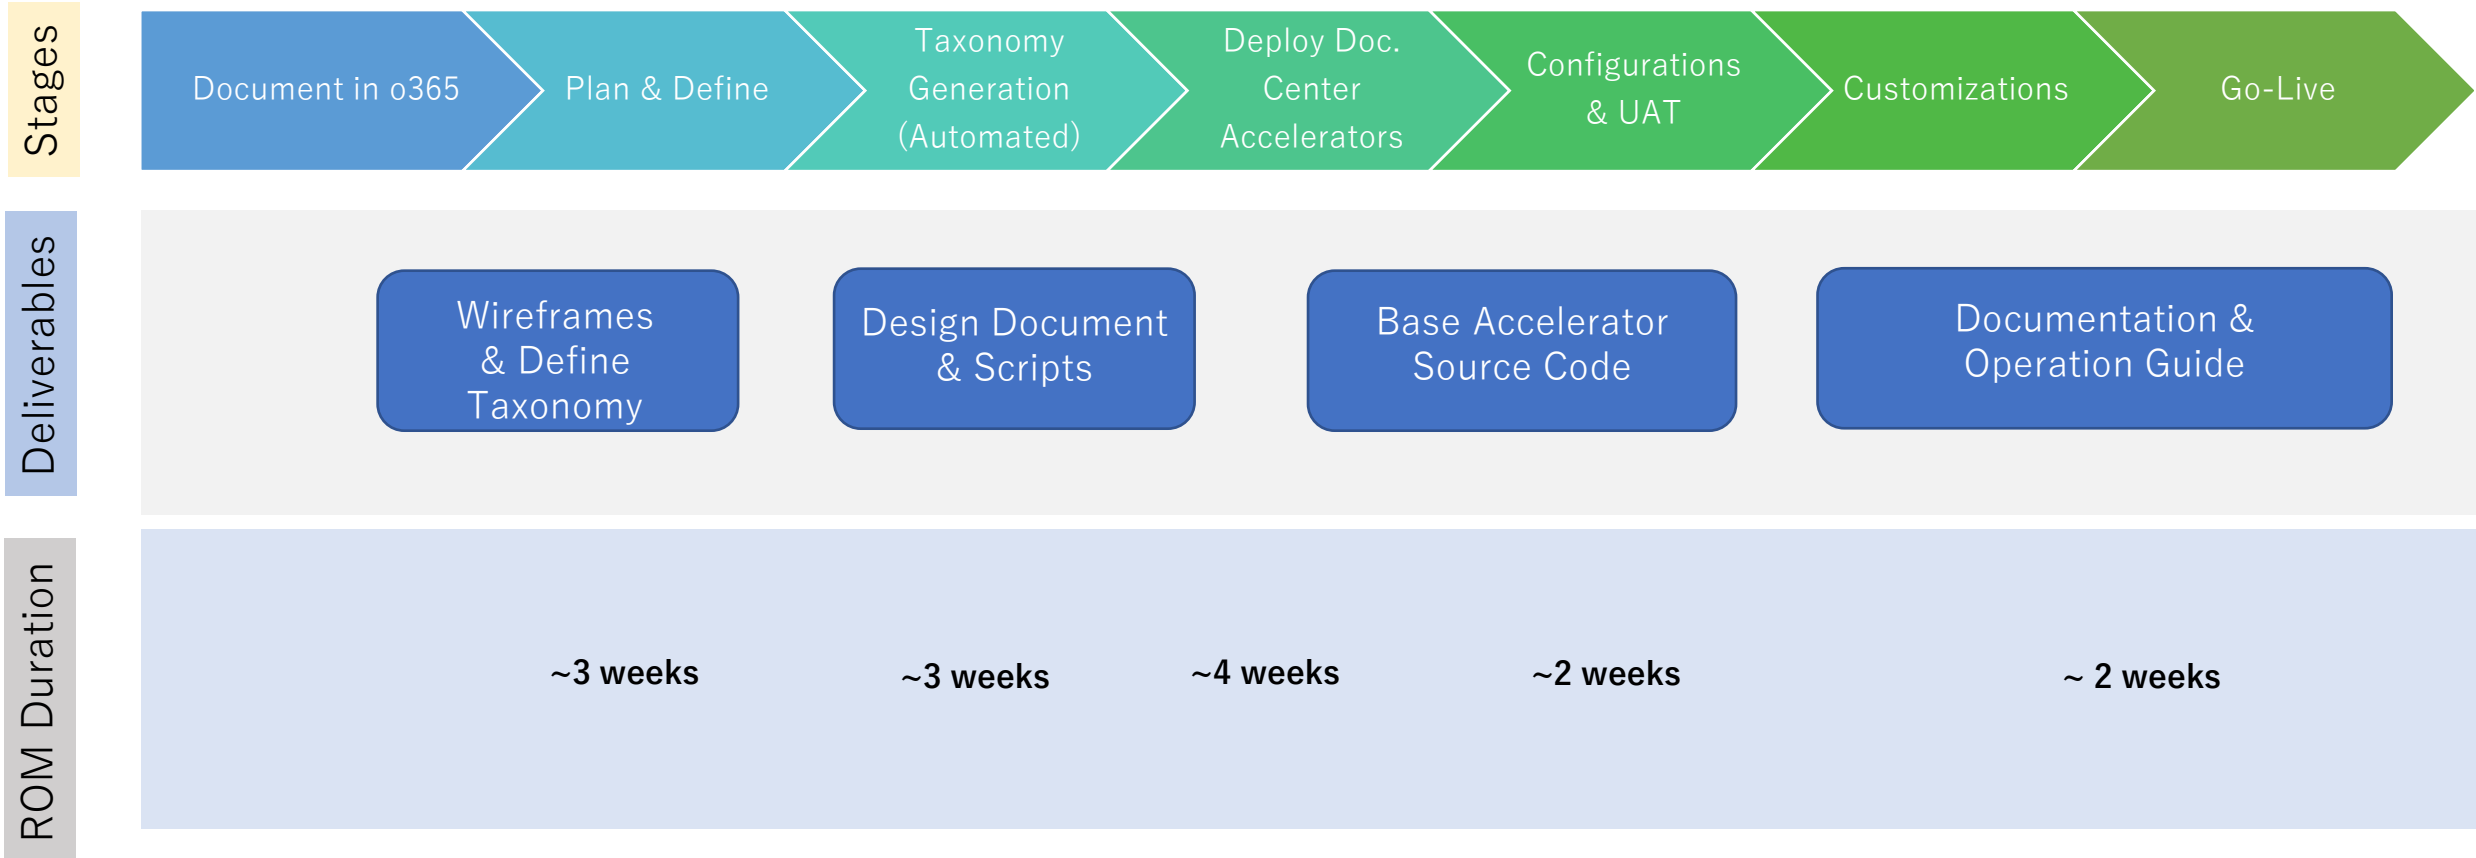 Stages
Document in o365
Plan & Define
Taxonomy
Generation
(Automated)
Deploy Doc.
Center
Accelerators
Configurations
& UAT
Customizations
Go-Live
Deliverables
Wireframes
& Define
Taxonomy
Design Document
& Scripts
Base Accelerator
Source Code
Documentation &
Operation Guide
ROM Duration
~3 weeks
~3 weeks
~4 weeks
~2 weeks
~ 2 weeks